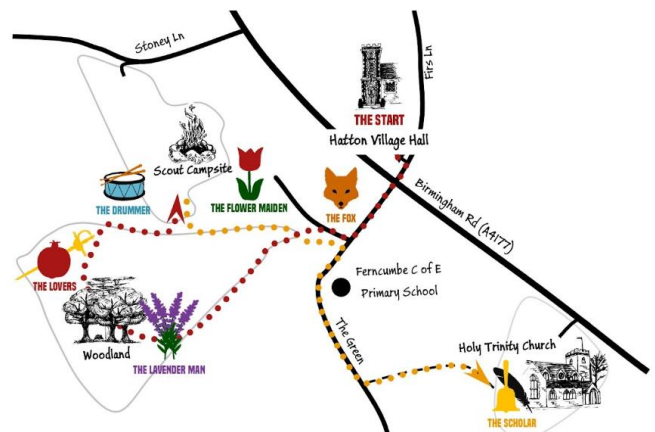 Stoney Ln
Firs Ln
THE START
Hatton Village Hall
Scout Campsite
THE DRUMMER
THE FLOWER MAIDEN
THE FOX
Birmingham Rd (A4177)
THE LOVERS
Ferncumbe C of E
Primary School
Woodland
THE LAVENDER MAN
The Green
Holy Trinity Church
THE SCHOLAR